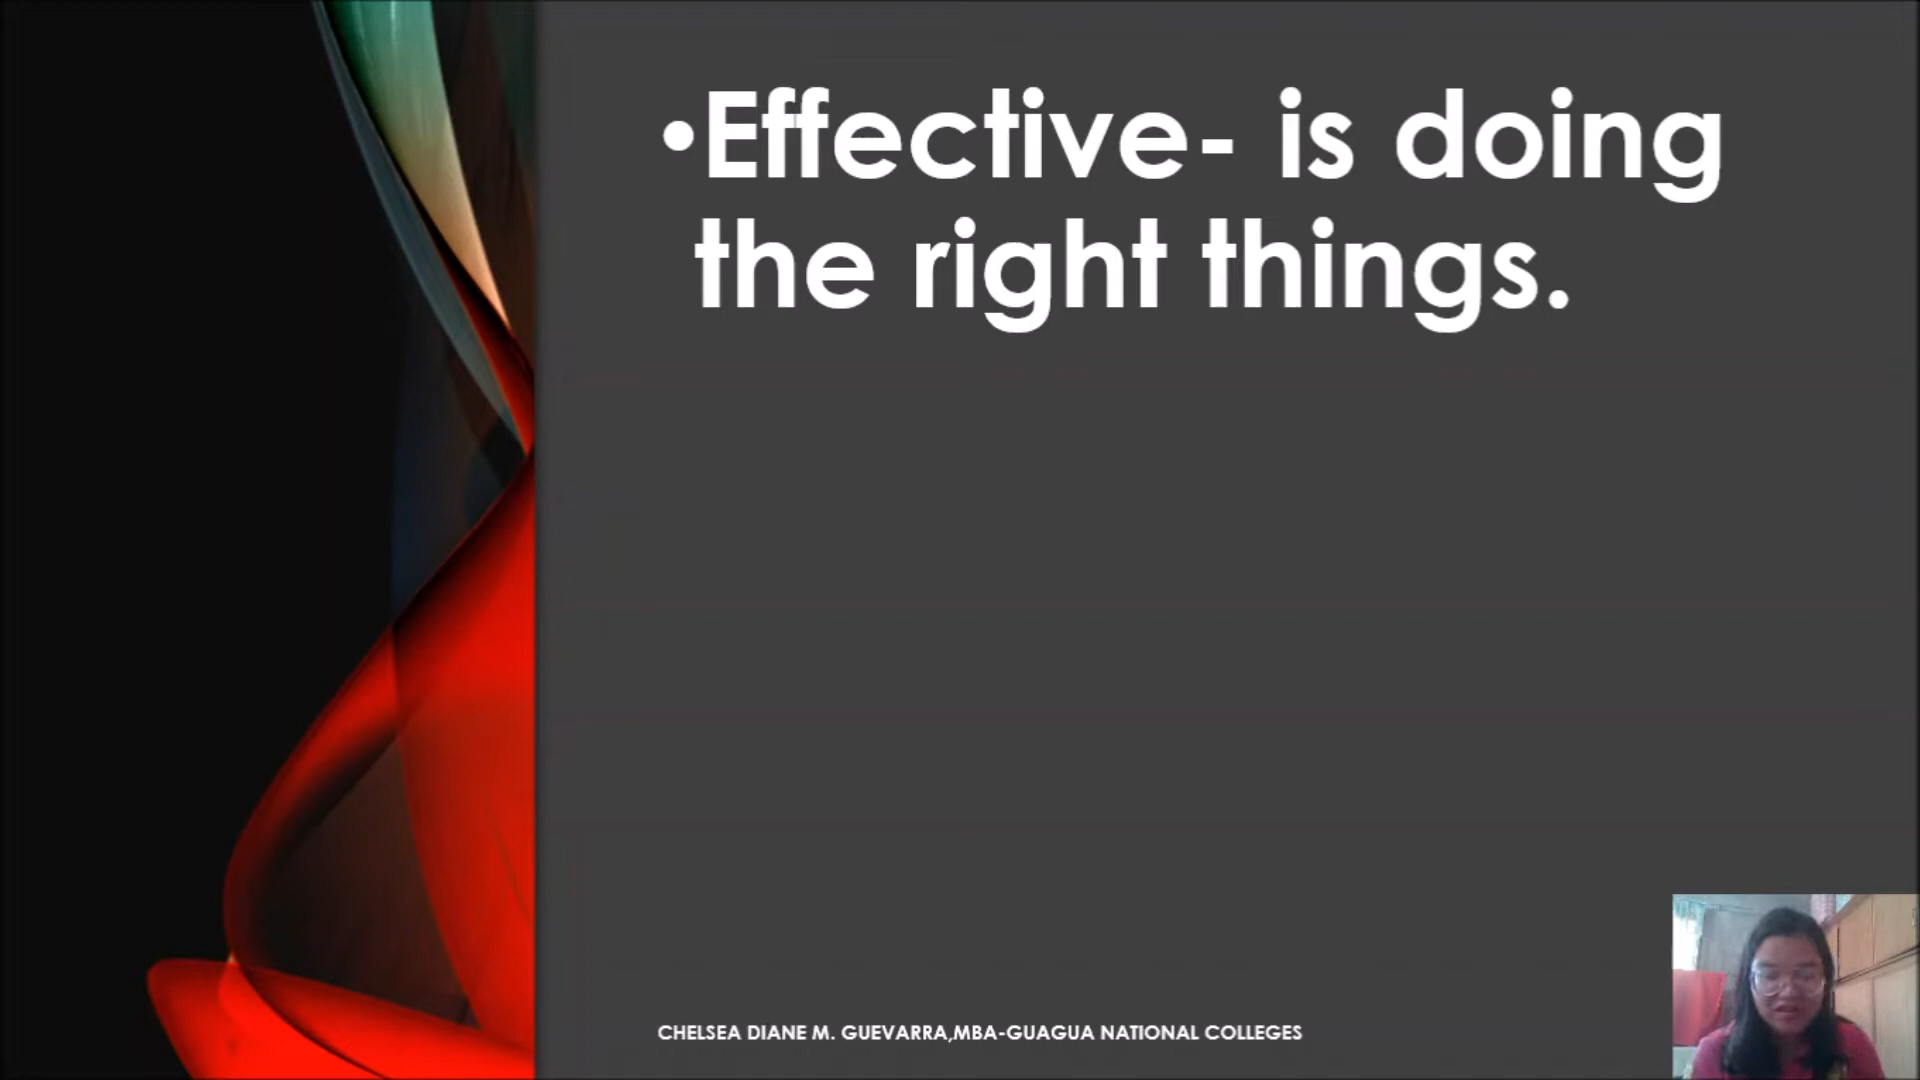 •Effective- is doing
the right things.
CHELSEA DIANE M. GUEVARRA,MBA-GUAGUA NATIONAL COLLEGES